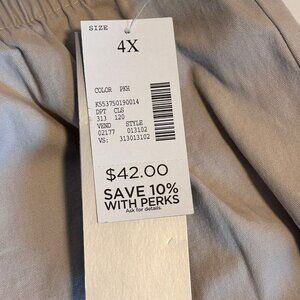 SIZE
4X
COLOR PKH
K553750190014
DPT CLS
313 120
VEND STYLE
02177 013102
VS: 313013102
$42.00
SAVE 10%
WITH PERKS
Ask for details.